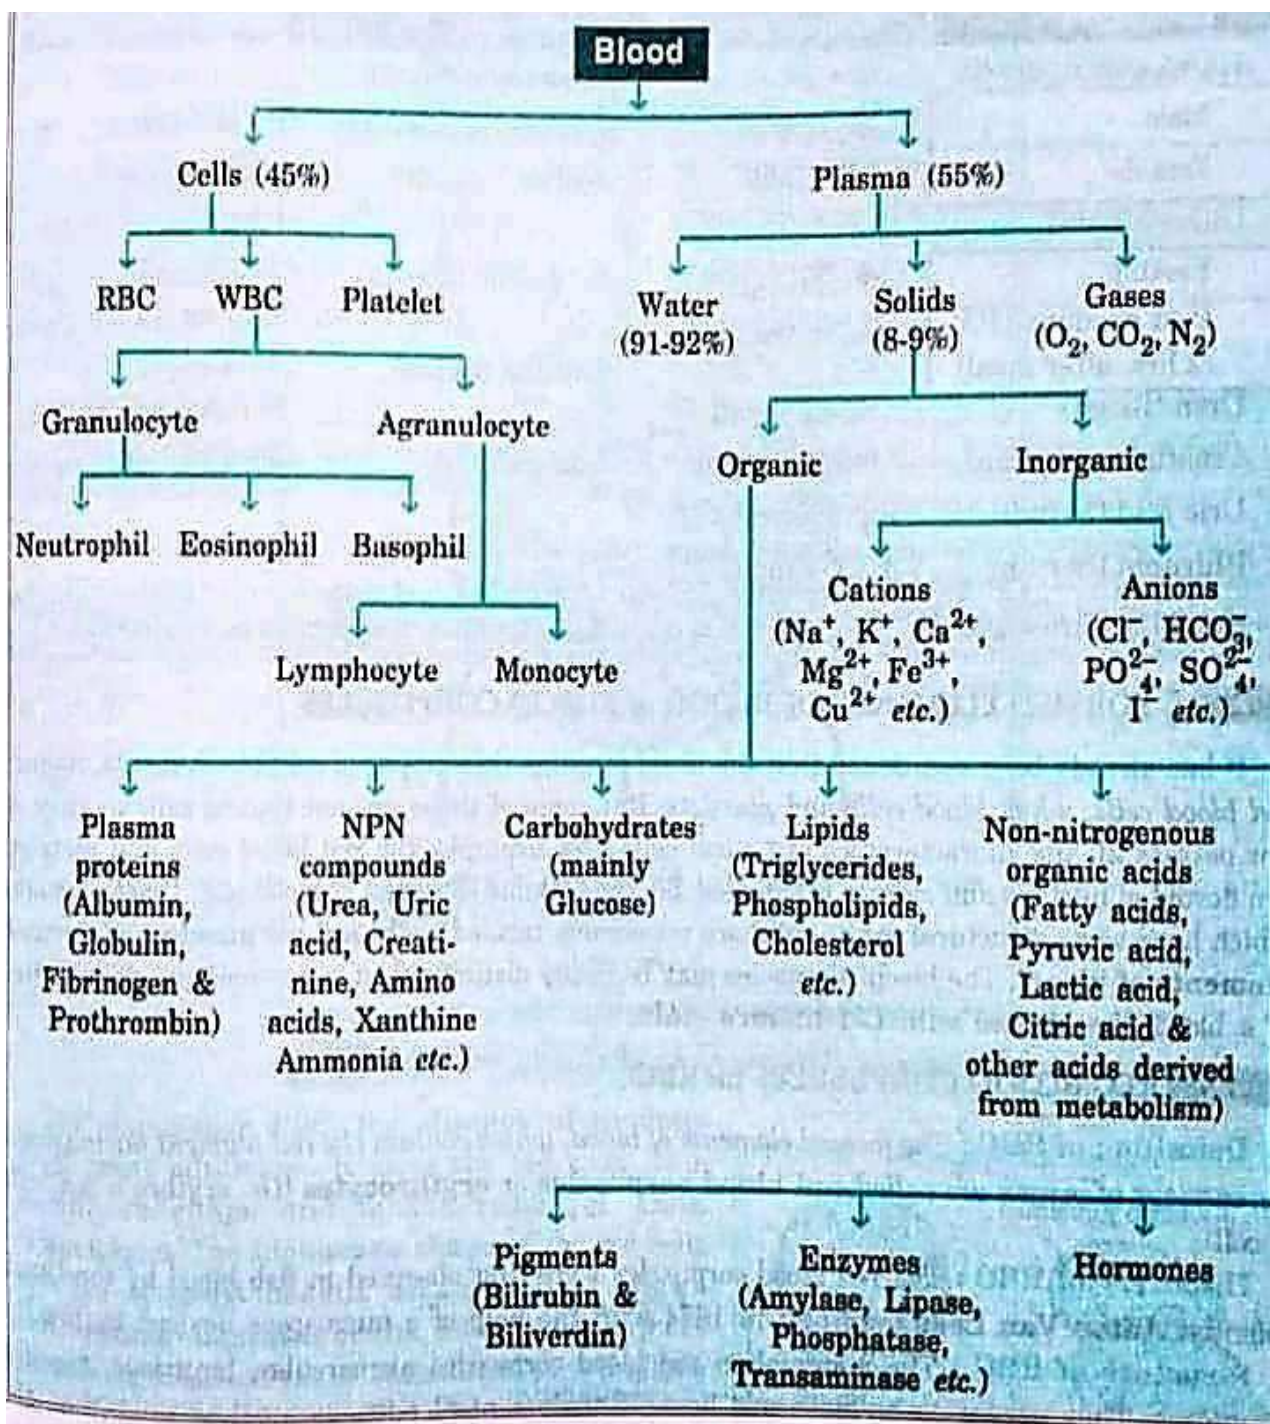 Blood
Cells (45%)
Plasma (55%)
RBC
WBC
Platelet
Water
(91-92%)
Solids
(8-9%)
Gases
(O₂, CO₂, N₂)
Granulocyte
Agranulocyte
Organic
Inorganic
Neutrophil
Eosinophil
Basophil
Cations
(Na⁺, K⁺, Ca²⁺,
Mg²⁺, Fe³⁺,
Cu²⁺ etc.)
Anions
(Cl⁻, HCO₃⁻,
PO₄²⁻, SO₄²⁻,
I⁻ etc.)
Lymphocyte
Monocyte
Plasma
proteins
(Albumin,
Globulin,
Fibrinogen &
Prothrombin)
NPN
compounds
(Urea, Uric
acid, Creati-
nine, Amino
acids, Xanthine
Ammonia etc.)
Carbohydrates
(mainly
Glucose)
Lipids
(Triglycerides,
Phospholipids,
Cholesterol
etc.)
Non-nitrogenous
organic acids
(Fatty acids,
Pyruvic acid,
Lactic acid,
Citric acid &
other acids derived
from metabolism)
Pigments
(Bilirubin &
Biliverdin)
Enzymes
(Amylase, Lipase,
Phosphatase,
Transaminase etc.)
Hormones